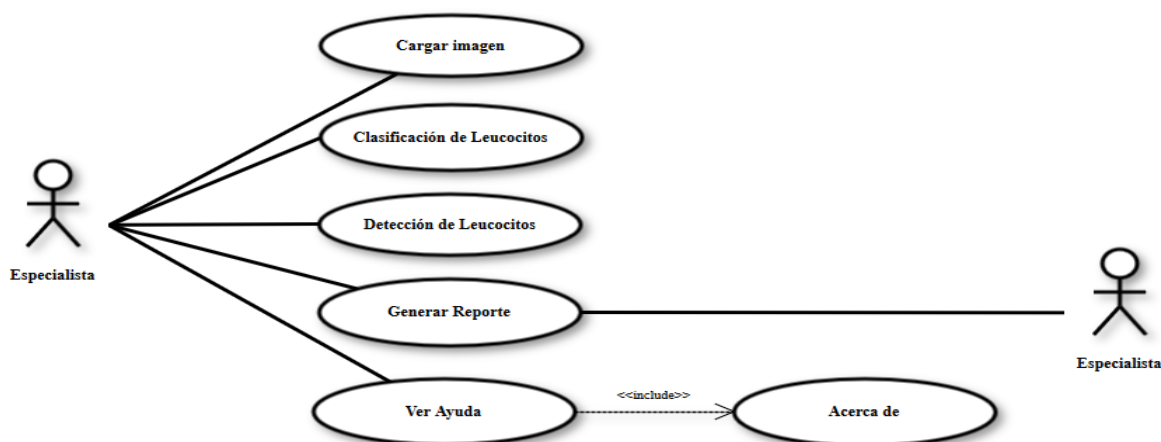 Cargar imagen
Clasificación de Leucocitos
Detección de Leucocitos
Especialista
Generar Reporte
Especialista
<<include>>
Ver Ayuda
Acerca de